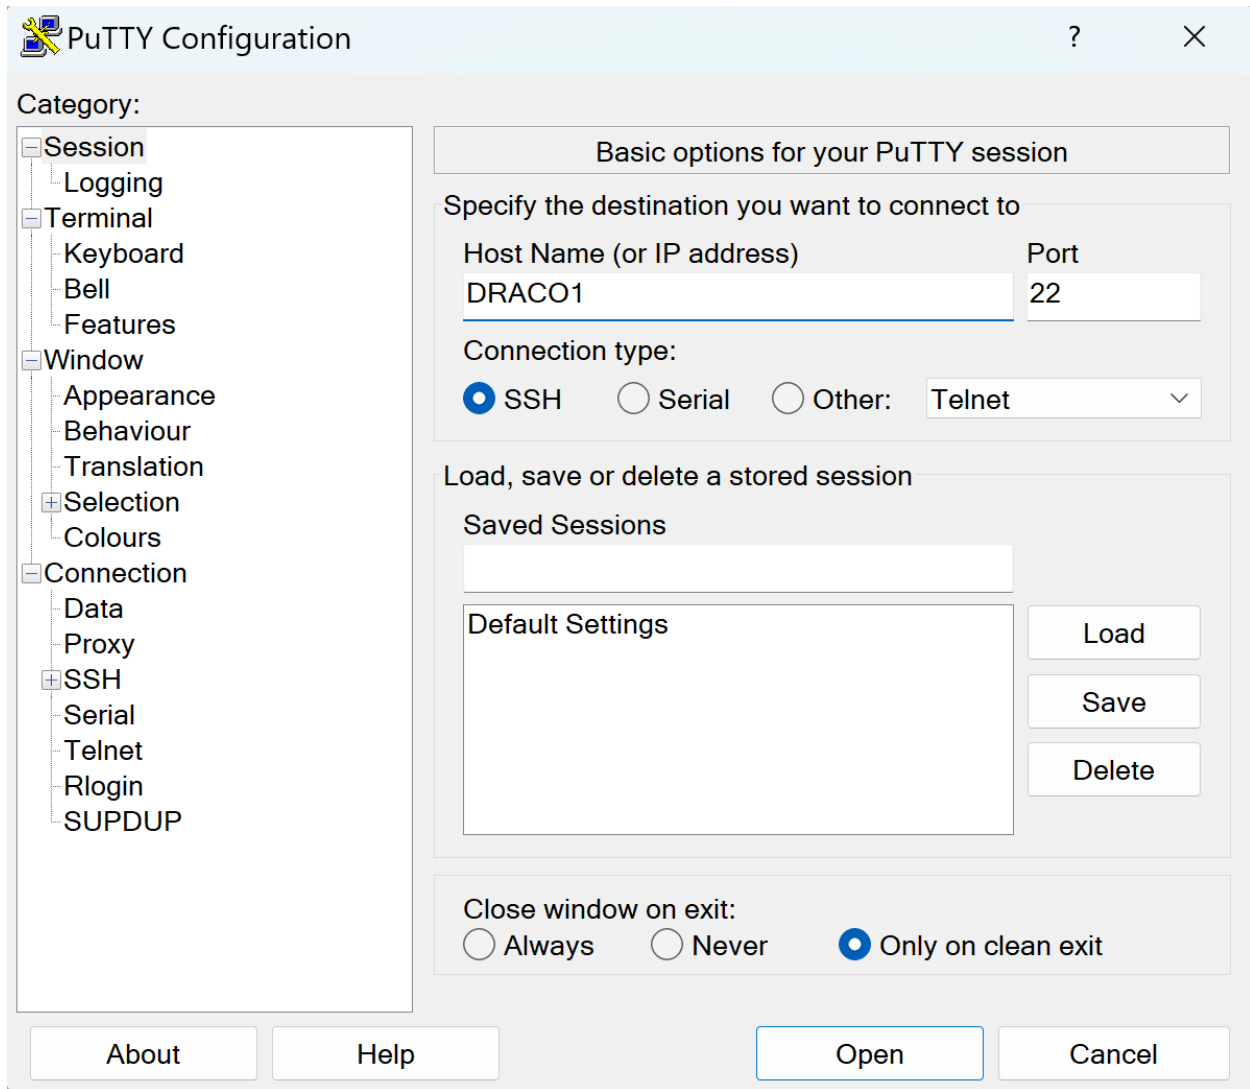 PuTTY Configuration
?
Category:
Session
Logging
Terminal
Keyboard
Bell
Features
Window
Appearance
Behaviour
Translation
Selection
Colours
Connection
Data
Proxy
SSH
Serial
Telnet
Rlogin
SUPDUP
Basic options for your PuTTY session
Specify the destination you want to connect to
Host Name (or IP address) Port
DRACO1 22
Connection type:
SSH Serial Other: Telnet
Load, save or delete a stored session
Saved Sessions
Default Settings
Load
Save
Delete
Close window on exit:
Always Never Only on clean exit
About Help Open Cancel